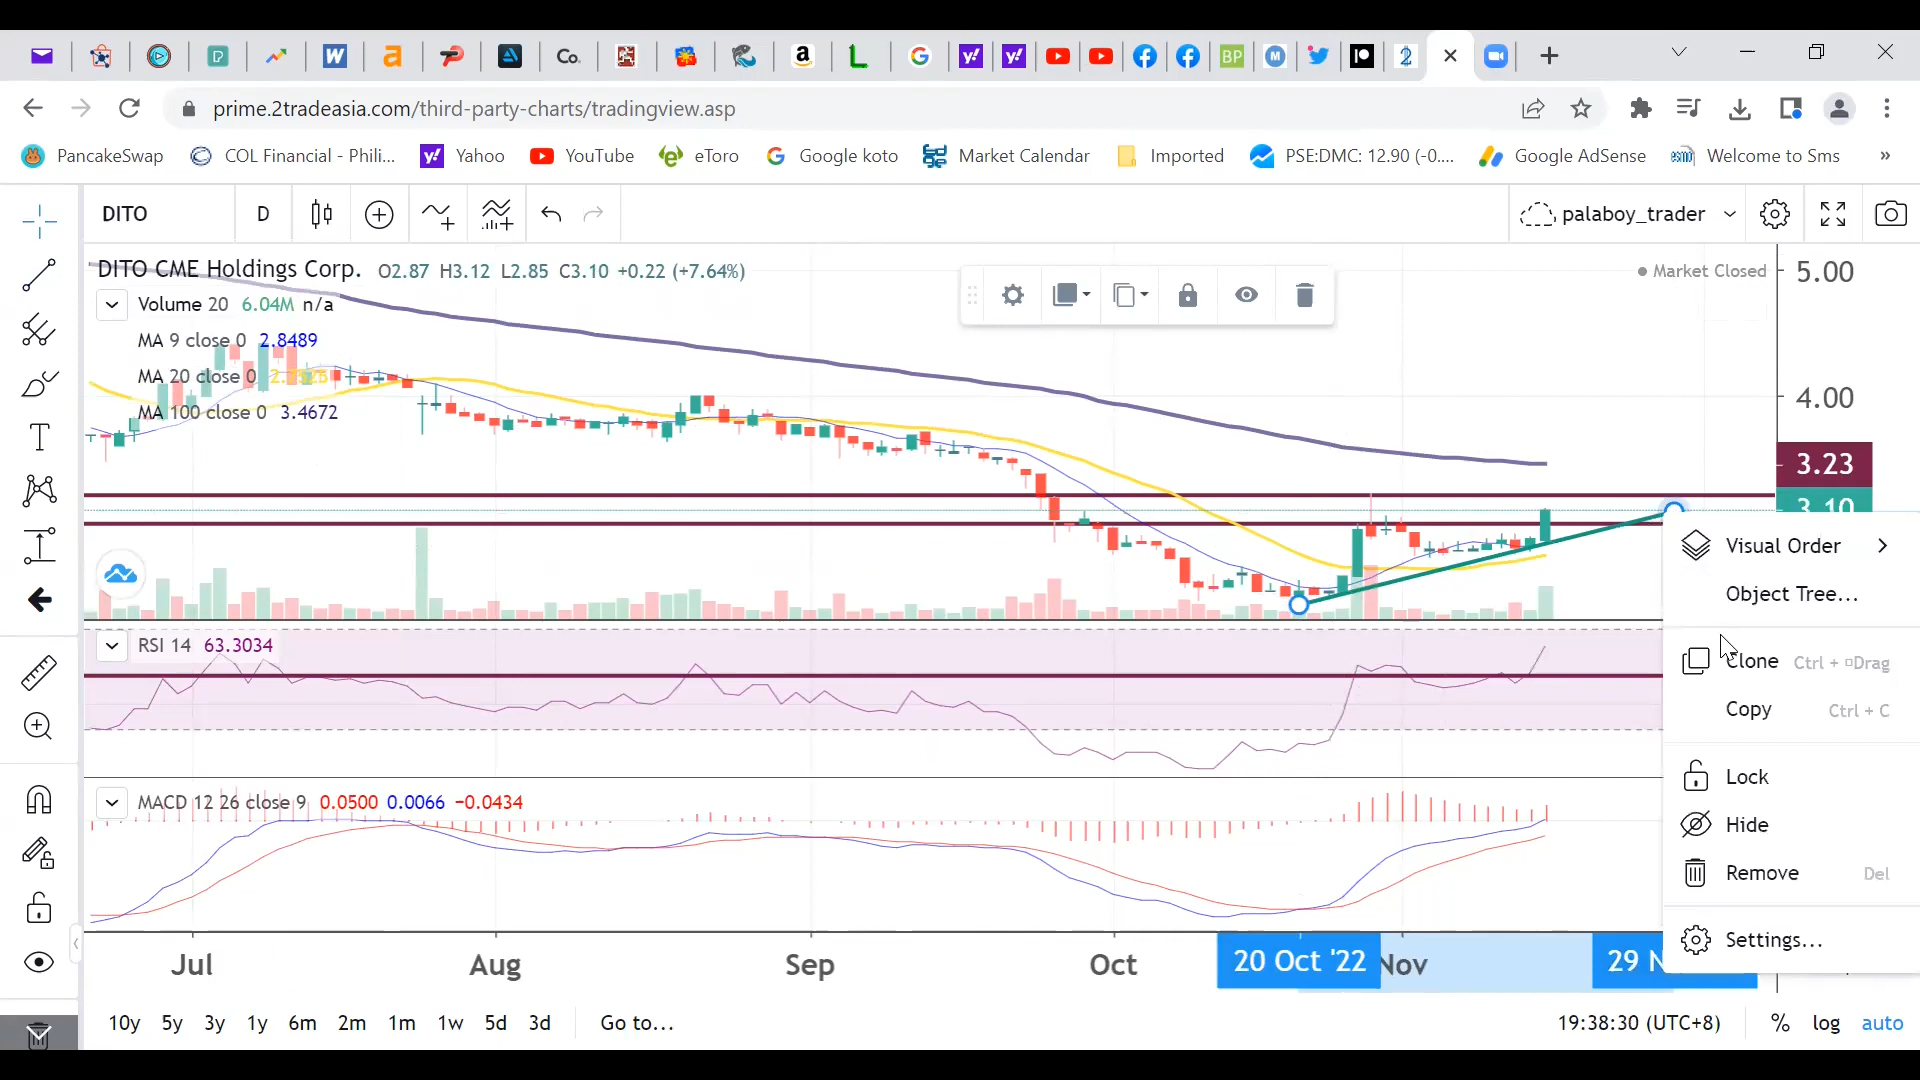 Co.
BP
prime.2tradeasia.com/third-party-charts/tradingview.asp
PancakeSwap COL Financial - Phili... Yahoo YouTube eToro Google koto Market Calendar Imported PSE:DMC: 12.90 (-0.... Google AdSense Welcome to Sms »
DITO D palaboy_trader
DITO CME Holdings Corp. O2.87 H3.12 L2.85 C3.10 +0.22 (+7.64%)
Market Closed
5.00
Volume 20 6.04M n/a
MA 9 close 0 2.8489
MA 20 close 0
MA 100 close 0 3.4672
4.00
3.23
3.10
Visual Order
Object Tree...
Clone Ctrl + Drag
Copy Ctrl + C
Lock
Hide
Remove Del
Settings...
RSI 14 63.3034
MACD 12 26 close 9 0.0500 0.0066 −0.0434
Jul Aug Sep Oct 20 Oct '22 Nov 29
10y 5y 3y 1y 6m 2m 1m 1w 5d 3d Go to...
19:38:30 (UTC+8) % log auto